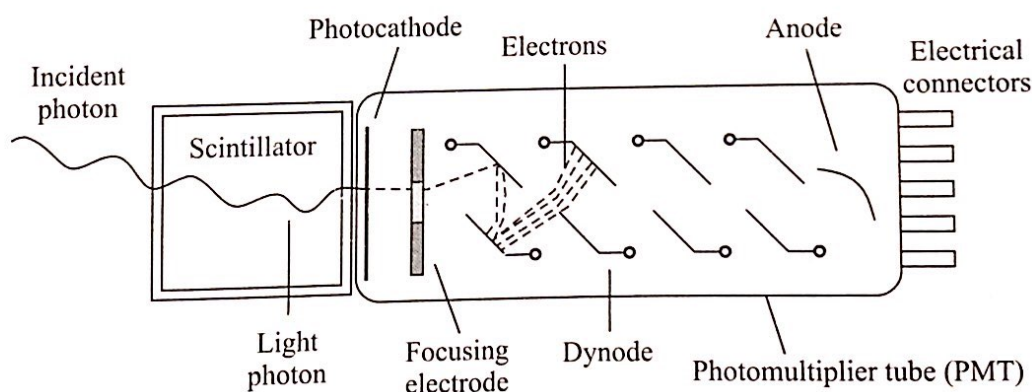 Photocathode
Electrons
Anode
Incident
photon
Electrical
connectors
Scintillator
Light
photon
Focusing
electrode
Dynode
Photomultiplier tube (PMT)